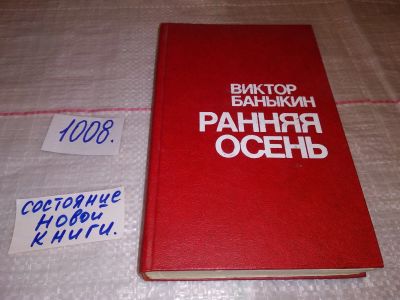 ВИКТОР
БАНЫКИН
РАННЯЯ
ОСЕНЬ
1008.
СОСТОЯНИЕ
НОВОЙ
КНИГИ.